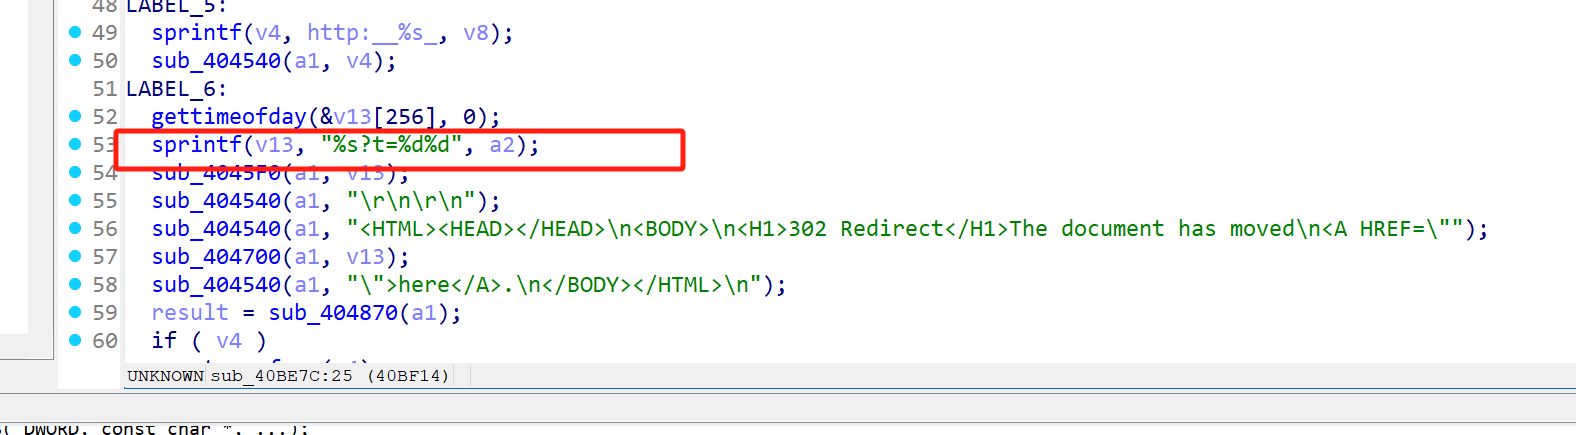 48 LABEL_5:
49 sprintf(v4, http:__%s_, v8);
50 sub_404540(a1, v4);
51 LABEL_6:
52 gettimeofday(&v13[256], 0);
53 sprintf(v13, "%s?t=%d%d", a2);
54 sub_4045F0(a1, v13);
55 sub_404540(a1, "\r\n\r\n");
56 sub_404540(a1, "<HTML><HEAD></HEAD>\n<BODY>\n<H1>302 Redirect</H1>The document has moved\n<A HREF=\"");
57 sub_404700(a1, v13);
58 sub_404540(a1, "\">here</A>.\n</BODY></HTML>\n");
59 result = sub_404870(a1);
60 if ( v4 )
UNKNOWN sub_40BE7C:25 (40BF14)
DWORD, const char *, ...);